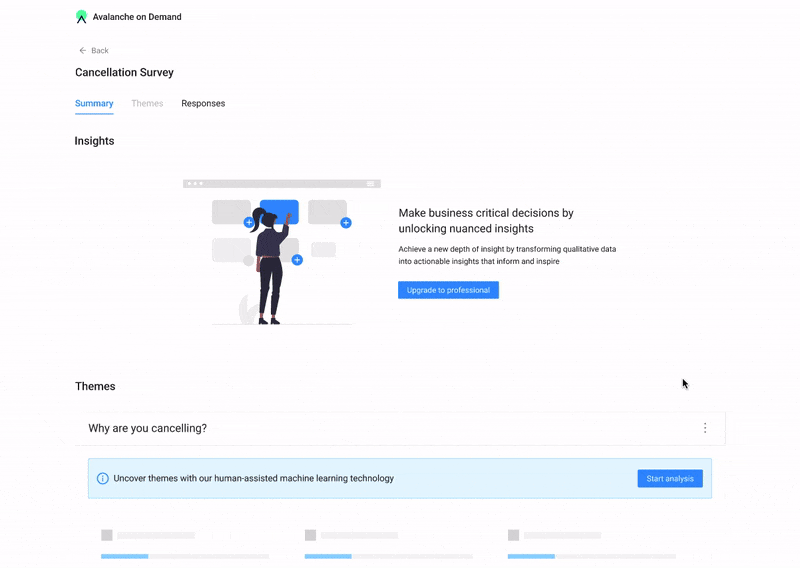 Avalanche on Demand
Back
Cancellation Survey
Summary Themes Responses
Insights
Make business critical decisions by
unlocking nuanced insights
Achieve a new depth of insight by transforming qualitative data
into actionable insights that inform and inspire
Upgrade to professional
Themes
Why are you cancelling?
Uncover themes with our human-assisted machine learning technology
Start analysis